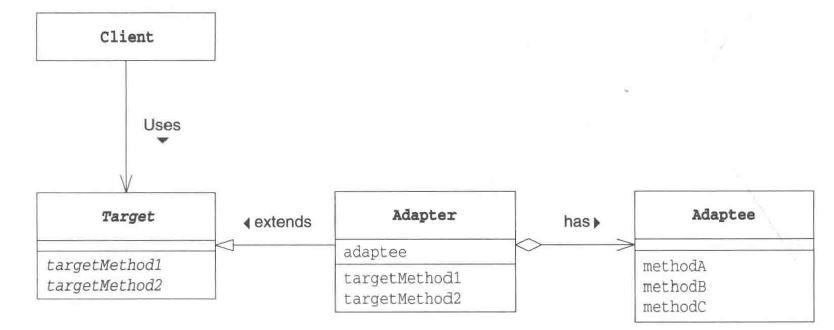 Client
Uses
Target
targetMethod1
targetMethod2
extends
Adapter
adaptee
targetMethod1
targetMethod2
has
Adaptee
methodA
methodB
methodC